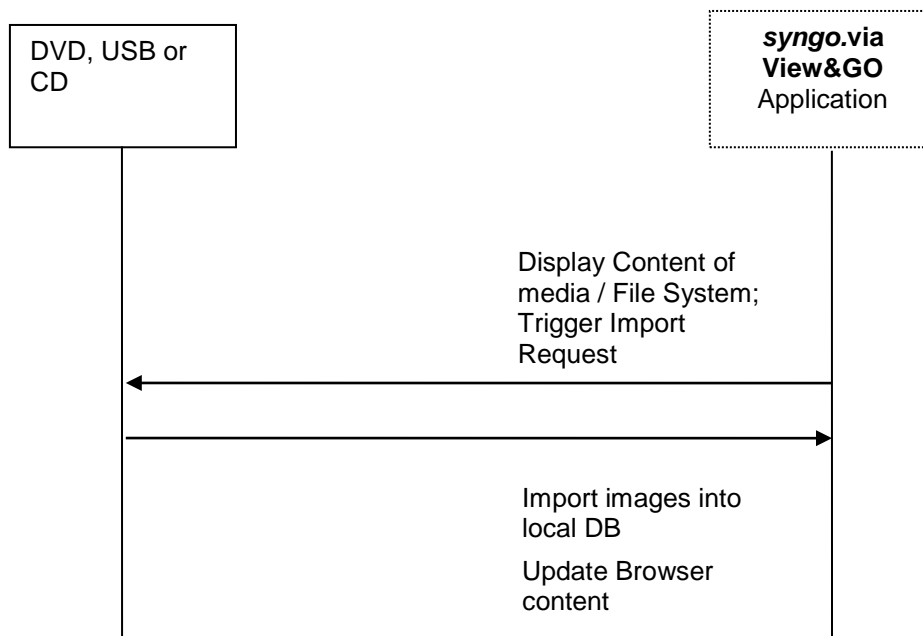 DVD, USB or
CD
syngo.via
View&GO
Application
Display Content of
media / File System;
Trigger Import
Request
Import images into
local DB
Update Browser
content